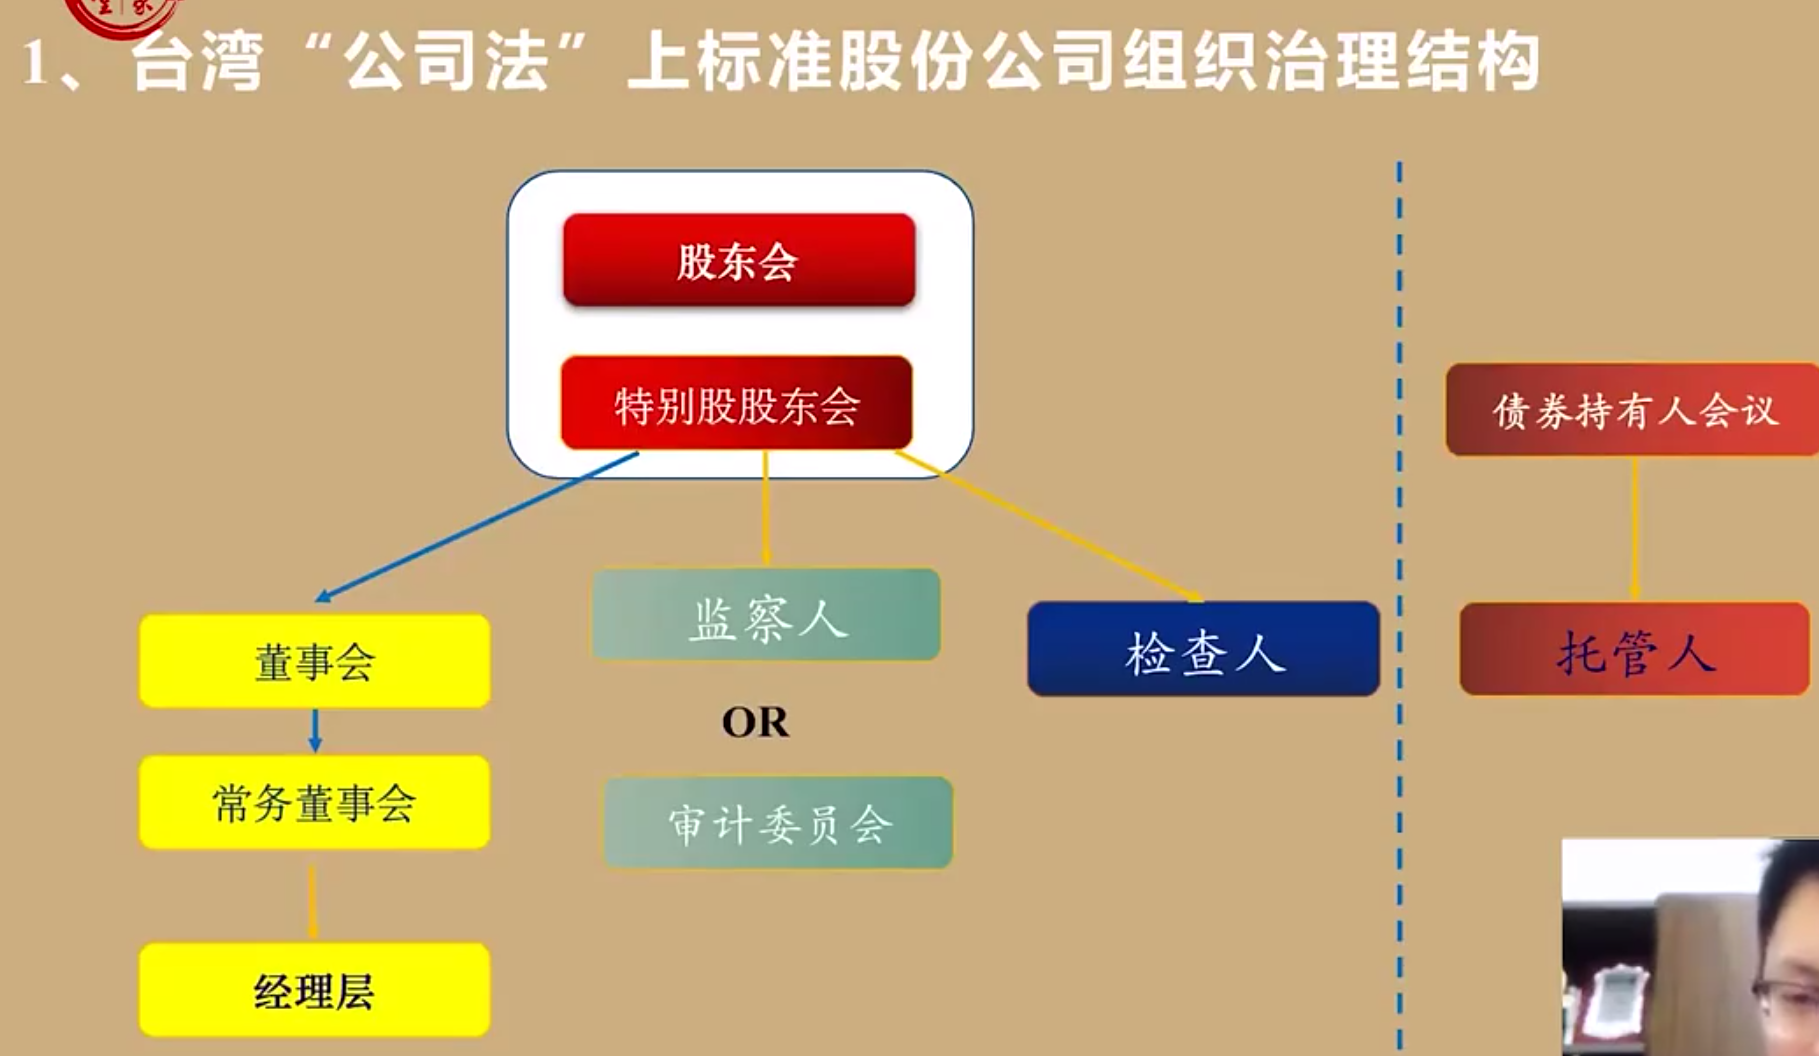 1、台湾“公司法”上标准股份公司组织治理结构
股东会
特别股股东会
债券持有人会议
监察人
董事会
检查人
托管人
OR
常务董事会
审计委员会
经理层